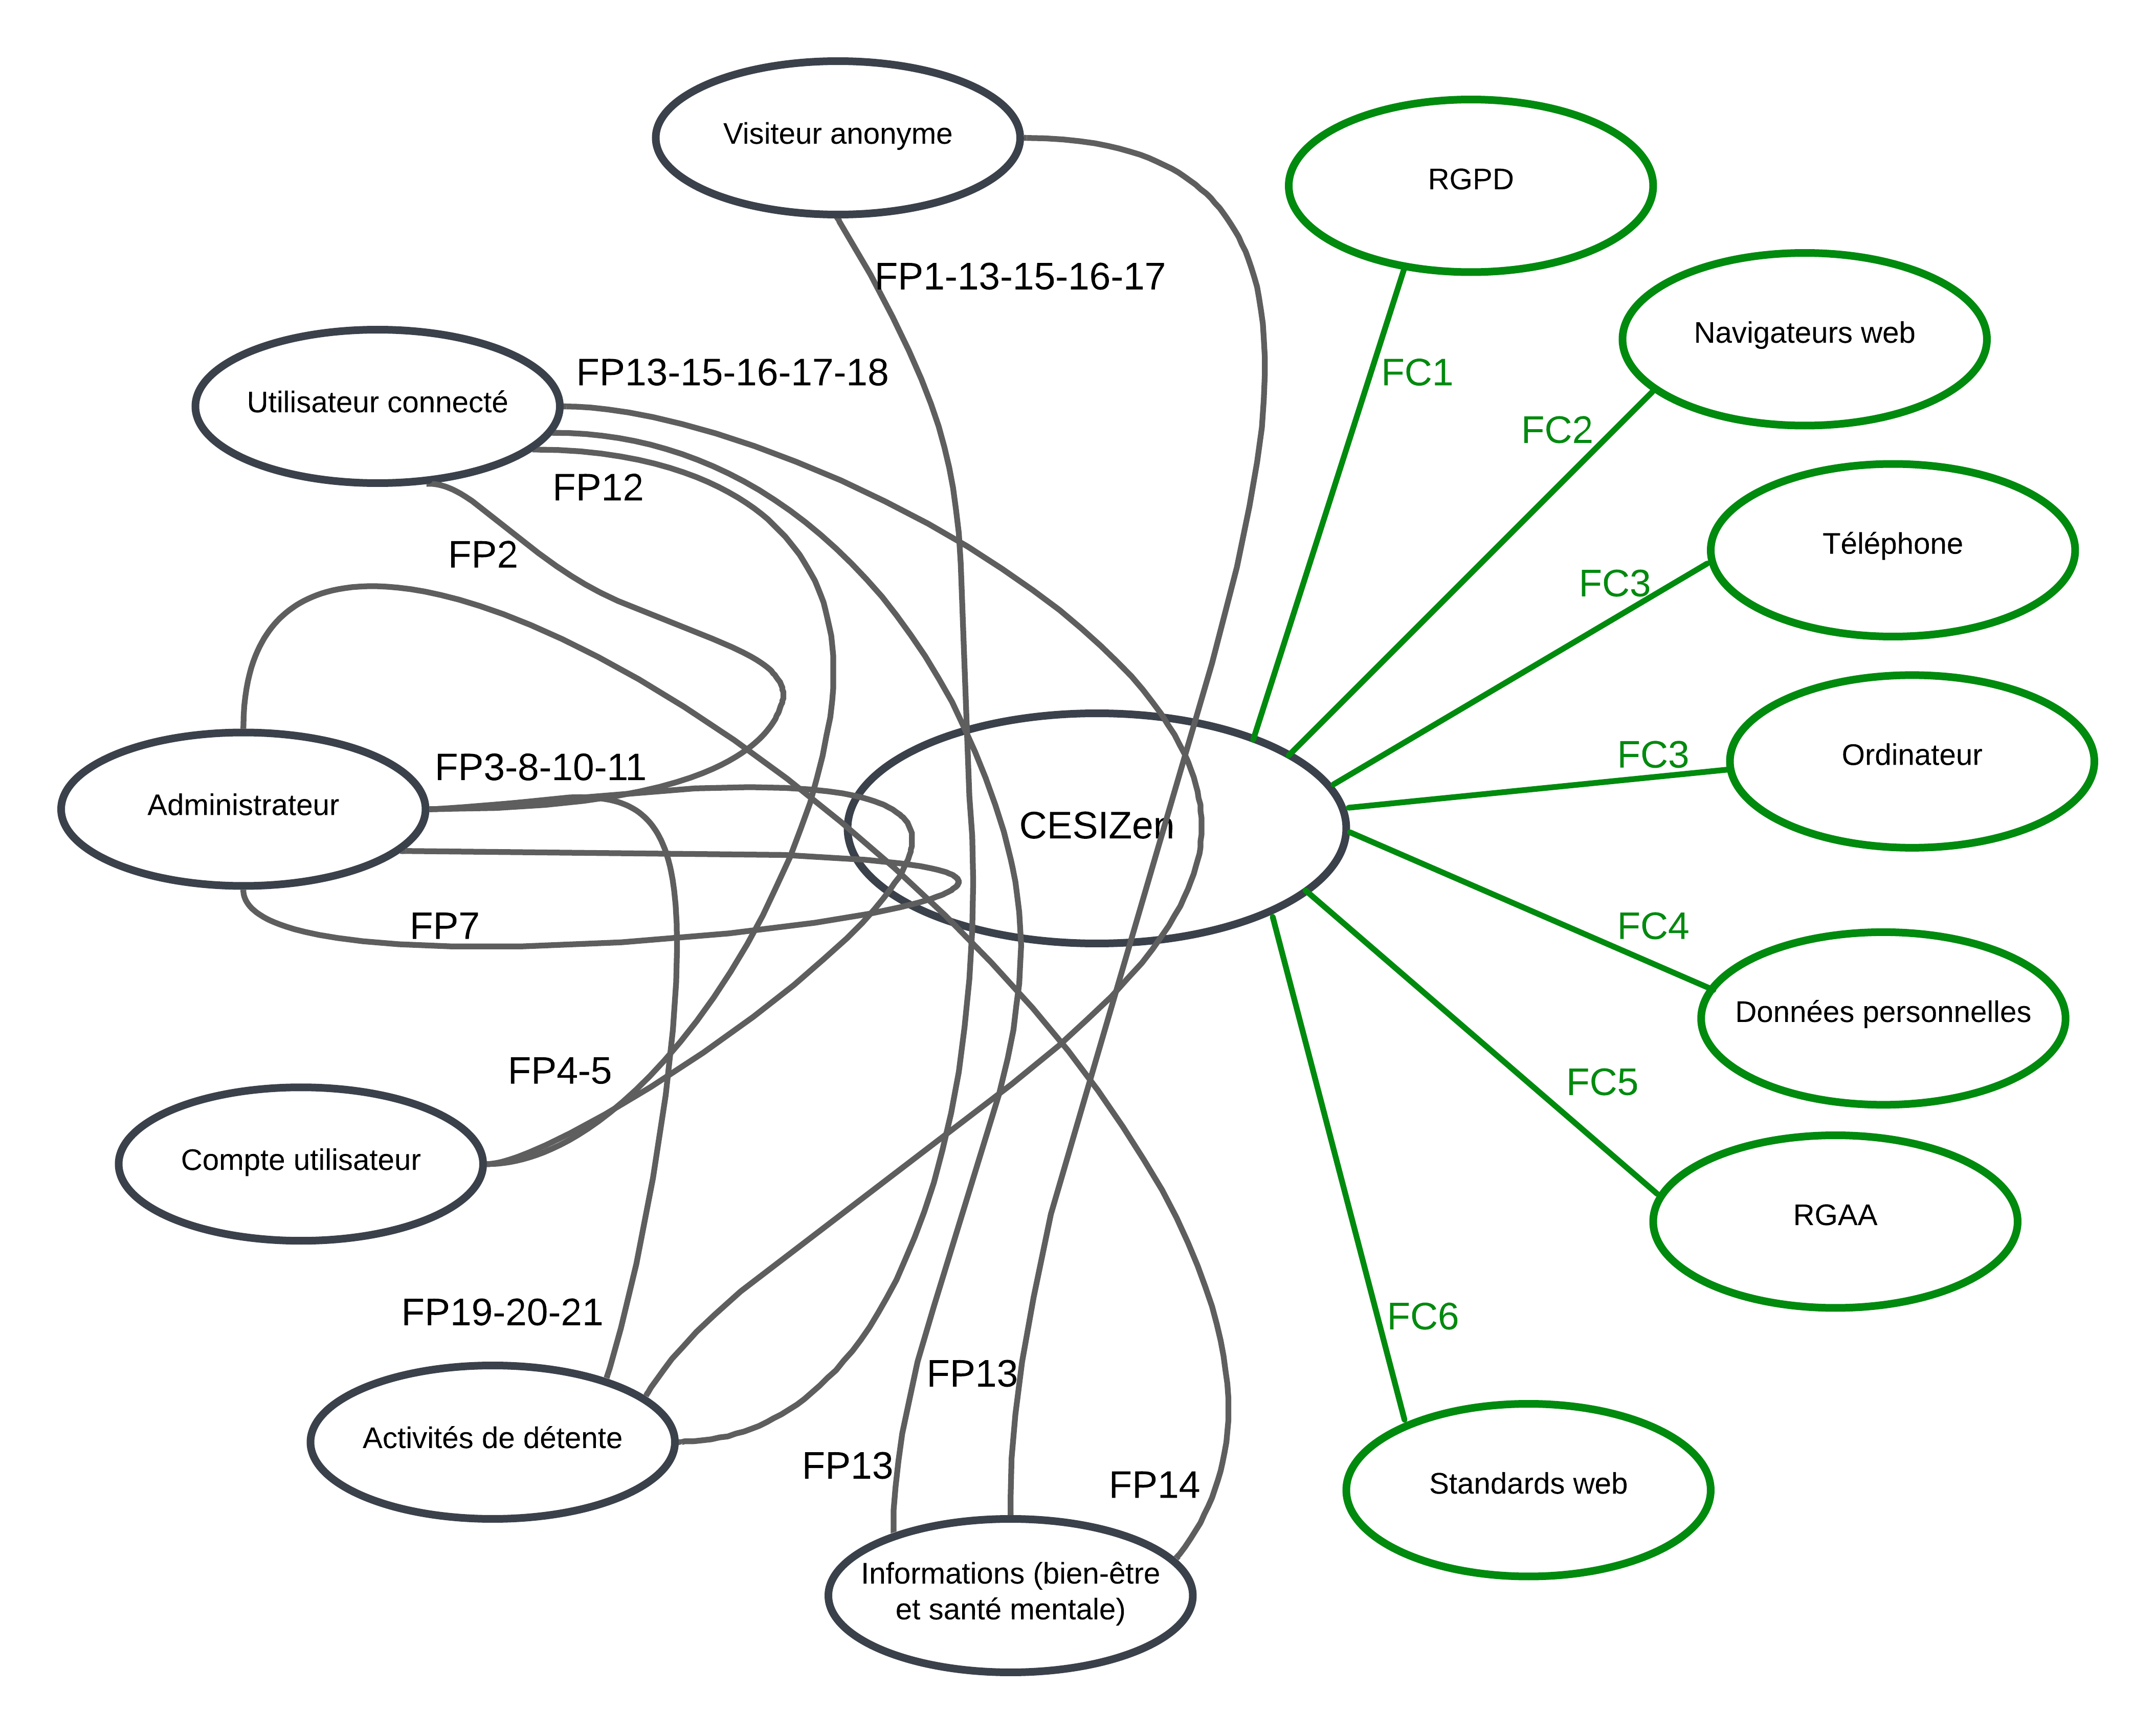 Visiteur anonyme
RGPD
FP1-13-15-16-17
Navigateurs web
FP13-15-16-17-18
FC1
Utilisateur connecté
FC2
FP12
Téléphone
FP2
FC3
FP3-8-10-11
FC3
Ordinateur
Administrateur
CESIZen
FP7
FC4
Données personnelles
FP4-5
FC5
Compte utilisateur
RGAA
FP19-20-21
FC6
FP13
Activités de détente
FP13
FP14
Standards web
Informations (bien-être
et santé mentale)